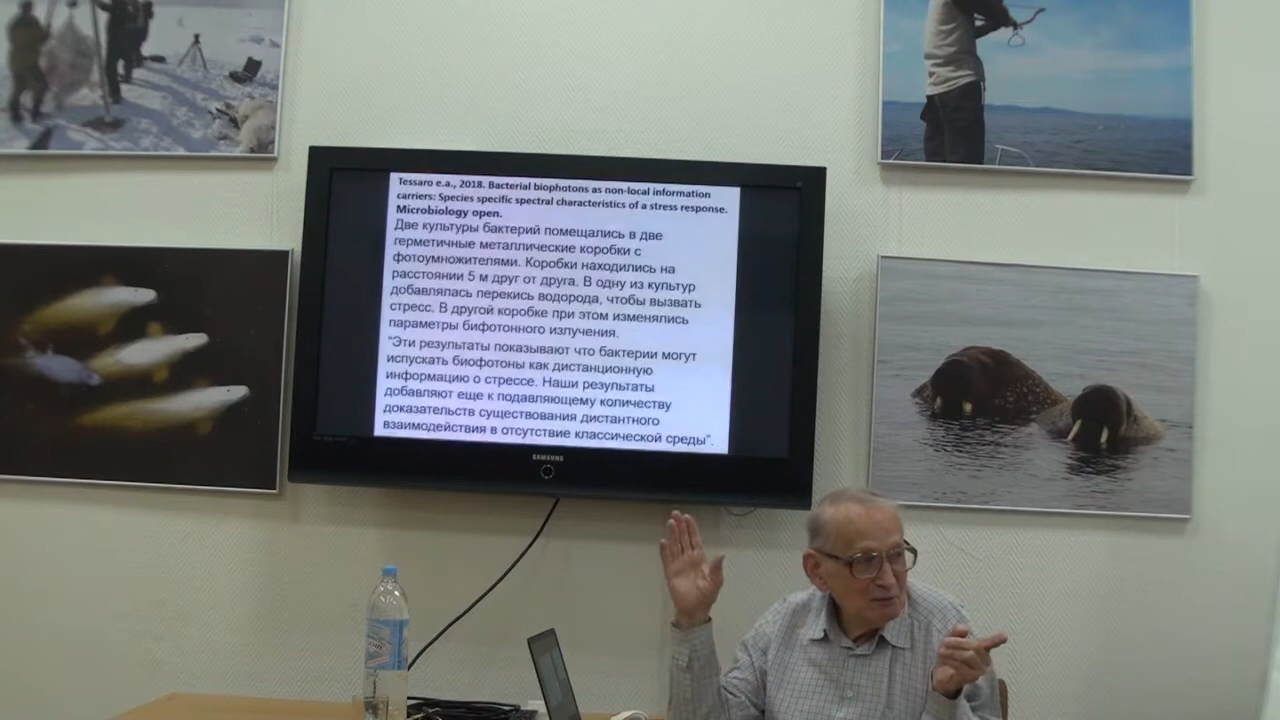 Tessaro e.a., 2018. Bacterial biophotons as non-local information
carriers: Species specific spectral characteristics of a stress response.
Microbiology open.
Две культуры бактерий помещались в две
герметичные металлические коробки с
фотоумножителями. Коробки находились на
расстоянии 5 м друг от друга. В одну из культур
добавлялась перекись водорода, чтобы вызвать
стресс. В другой коробке при этом изменялись
параметры бифотонного излучения.
"Эти результаты показывают что бактерии могут
испускать биофотоны как дистанционную
информацию о стрессе. Наши результаты
добавляют еще к подавляющему количеству
доказательств существования дистантного
взаимодействия в отсутствие классической среды".
SAMSUNG